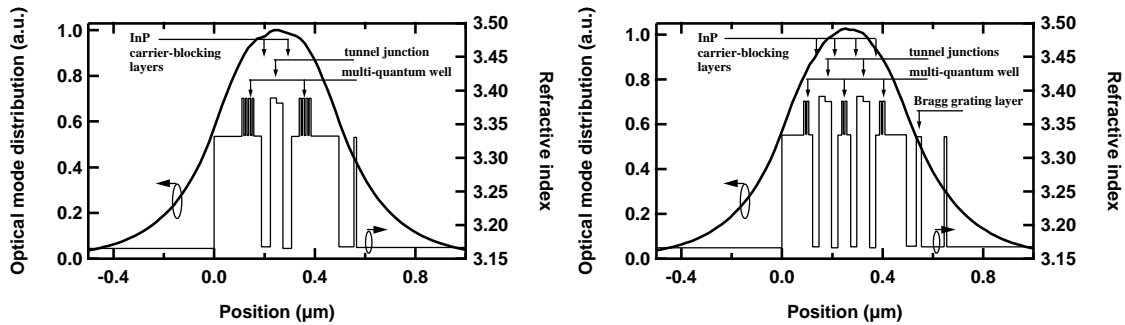 Optical mode distribution (a.u.)
1.0
0.8
0.6
0.4
0.2
0.0
InP
carrier-blocking
layers
tunnel junction
multi-quantum well
3.50
3.45
3.40
3.35
3.30
3.25
3.20
3.15
Refractive index
-0.4
0.0
0.4
0.8
Position (µm)
Optical mode distribution (a.u.)
1.0
0.8
0.6
0.4
0.2
0.0
InP
carrier-blocking
layers
tunnel junctions
multi-quantum well
Bragg grating layer
3.50
3.45
3.40
3.35
3.30
3.25
3.20
3.15
Refractive index
-0.4
0.0
0.4
0.8
Position (µm)